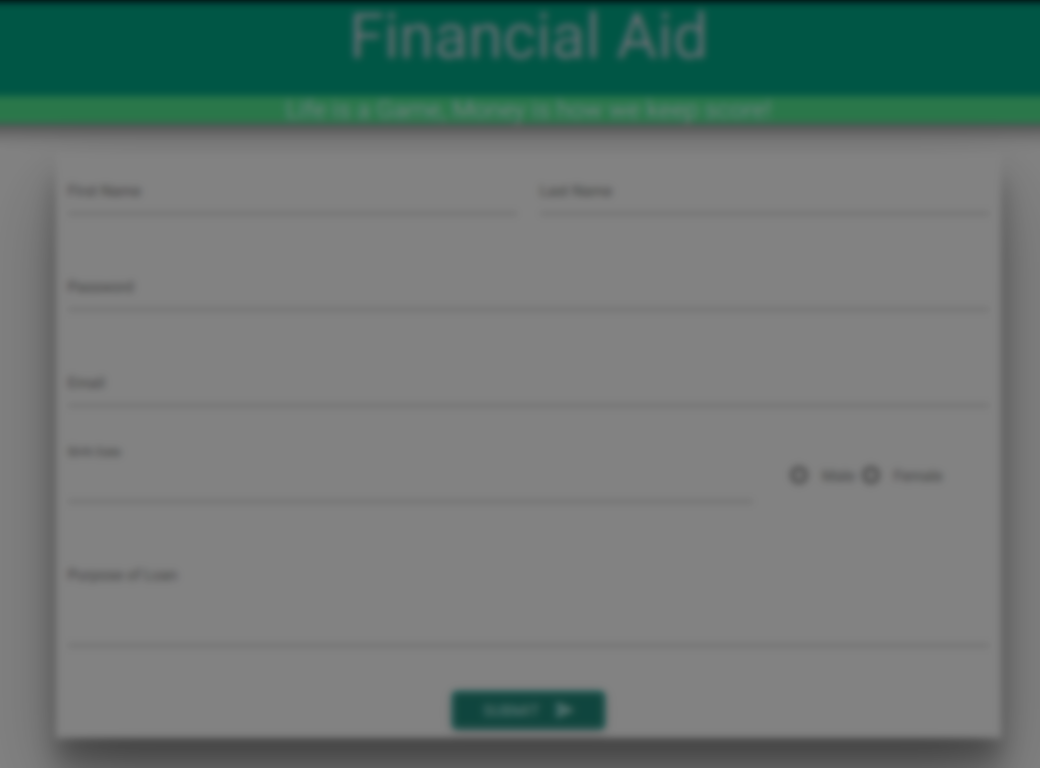 Financial Aid
Life is a Game, Money is how we keep score!
First Name Last Name
Password
Email
Male Female
Purpose of Loan
SUBMIT